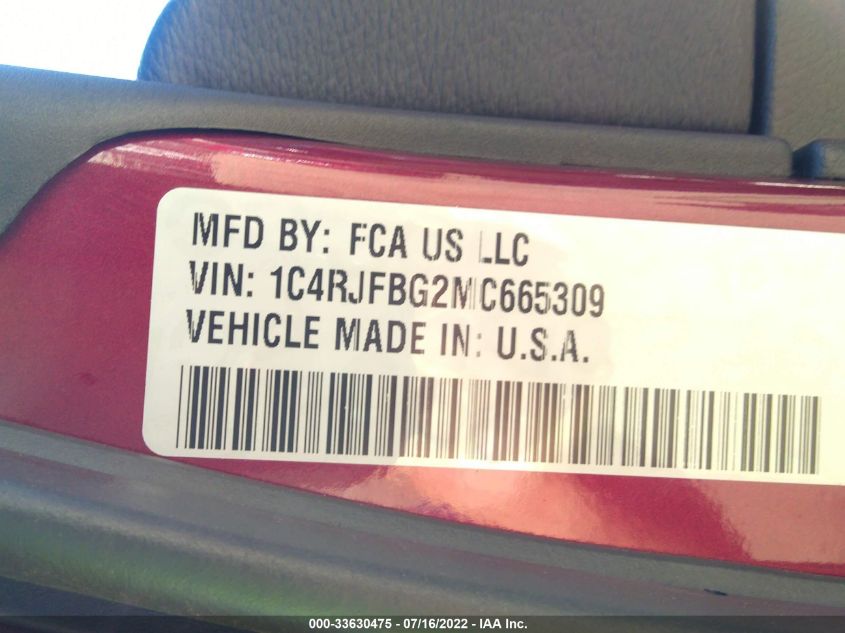 MFD BY: FCA US LLC
VIN: 1C4RJFBG2MC665309
VEHICLE MADE IN: U.S.A.
000-33630475 - 07/16/2022 - IAA Inc.